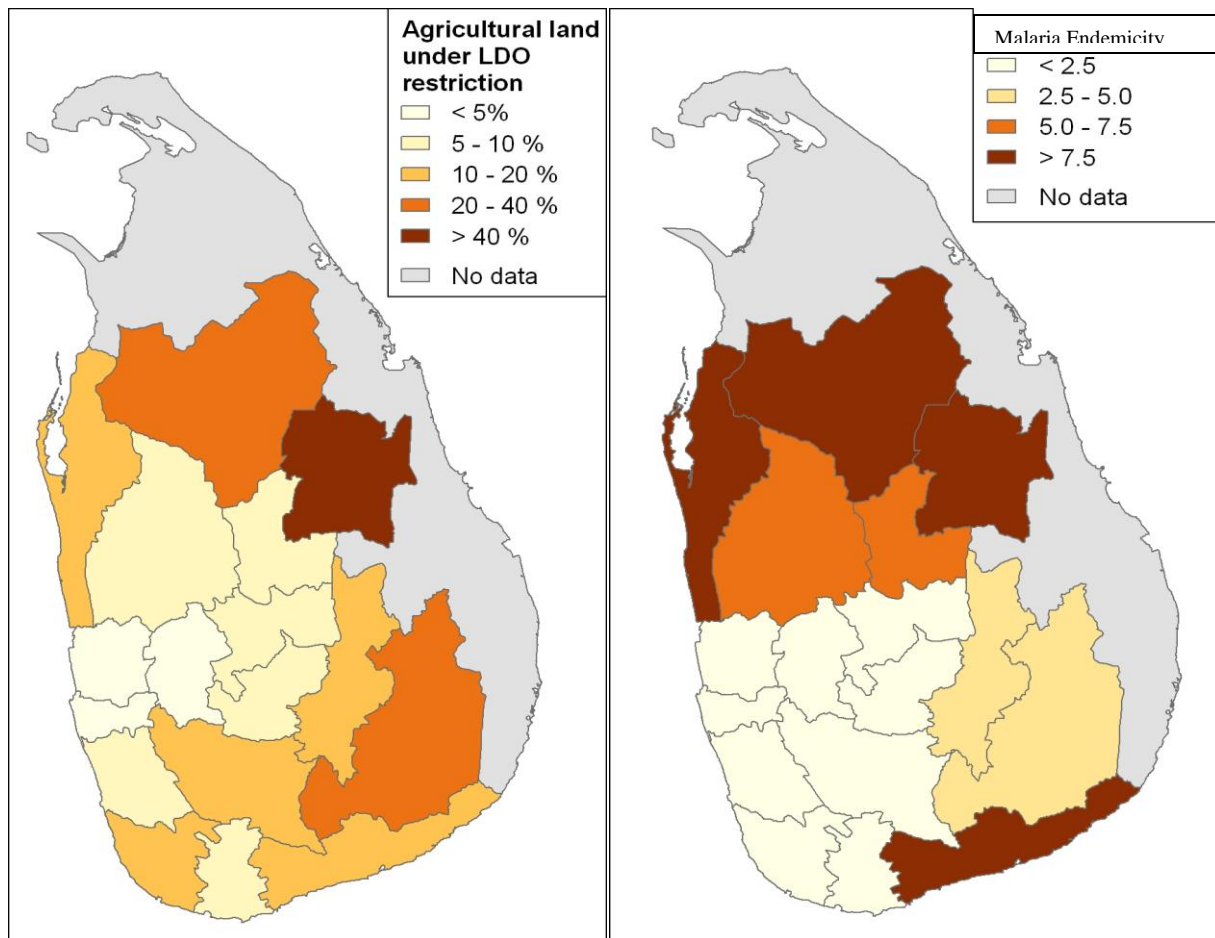 Agricultural land
under LDO
restriction
< 5%
5 - 10 %
10 - 20 %
20 - 40 %
> 40 %
No data
Malaria Endemicity
< 2.5
2.5 - 5.0
5.0 - 7.5
> 7.5
No data